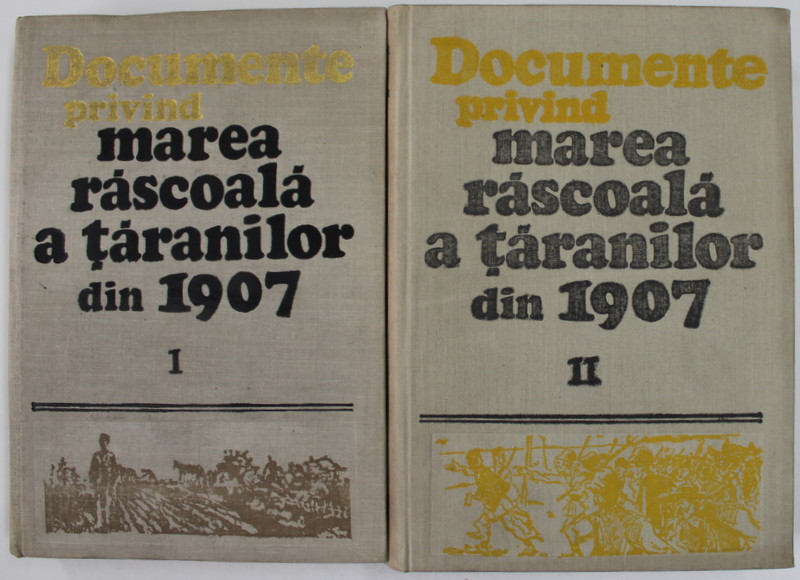 Documente
privind
marea
răscoală
a țăranilor
din 1907
I
Documente
privind
marea
răscoală
a țăranilor
din 1907
II